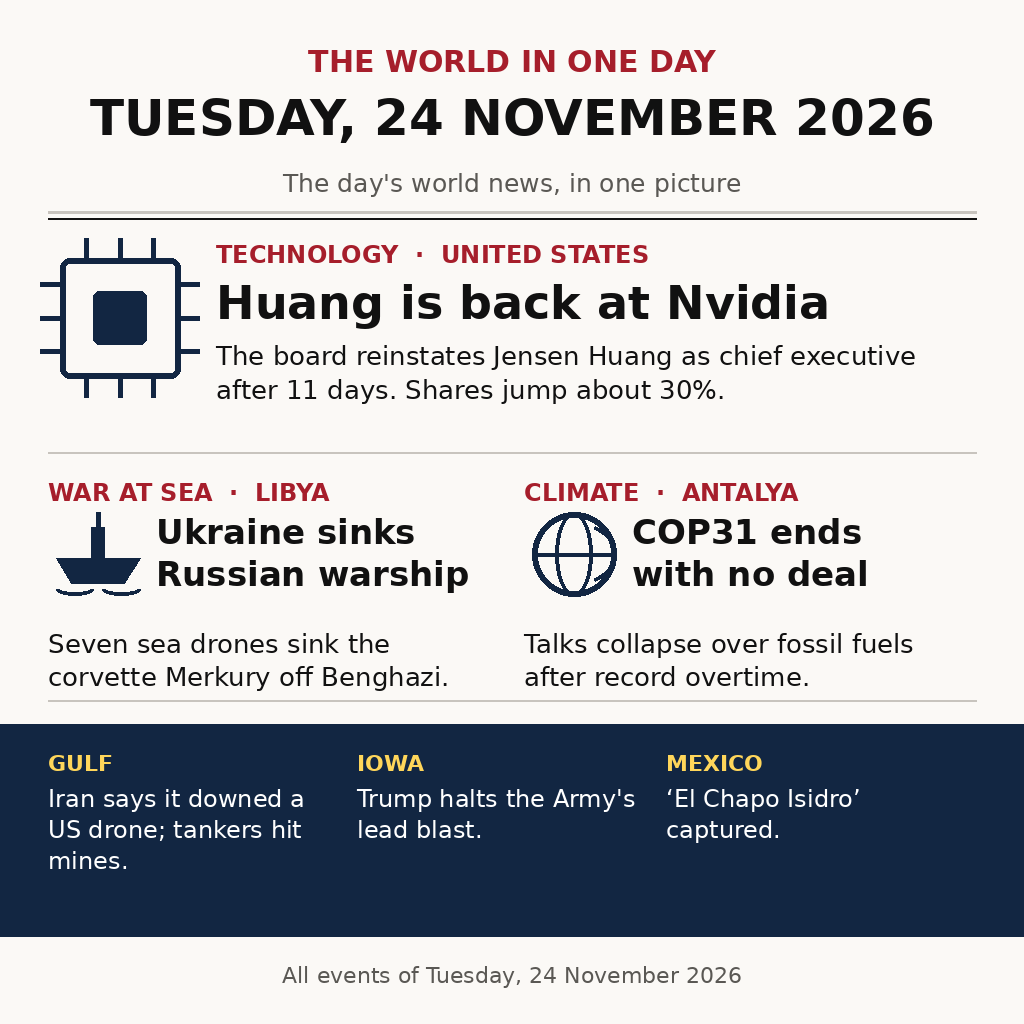 THE WORLD IN ONE DAY
TUESDAY, 24 NOVEMBER 2026
The day's world news, in one picture
TECHNOLOGY · UNITED STATES
Huang is back at Nvidia
The board reinstates Jensen Huang as chief executive
after 11 days. Shares jump about 30%.
WAR AT SEA · LIBYA
Ukraine sinks
Russian warship
Seven sea drones sink the
corvette Merkury off Benghazi.
CLIMATE · ANTALYA
COP31 ends
with no deal
Talks collapse over fossil fuels
after record overtime.
GULF
Iran says it downed a
US drone; tankers hit
mines.
IOWA
Trump halts the Army's
lead blast.
MEXICO
‘El Chapo Isidro’
captured.
All events of Tuesday, 24 November 2026